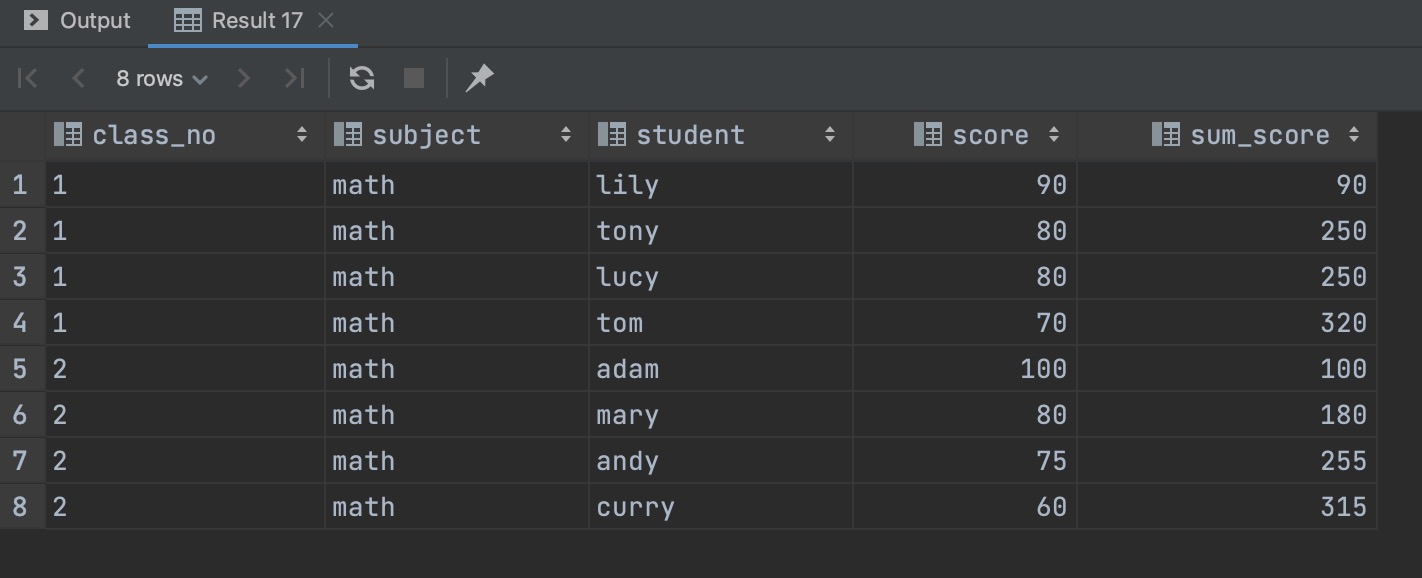 Output Result 17
8 rows
class_no subject student score sum_score
1 1 math lily 90 90
2 1 math tony 80 250
3 1 math lucy 80 250
4 1 math tom 70 320
5 2 math adam 100 100
6 2 math mary 80 180
7 2 math andy 75 255
8 2 math curry 60 315